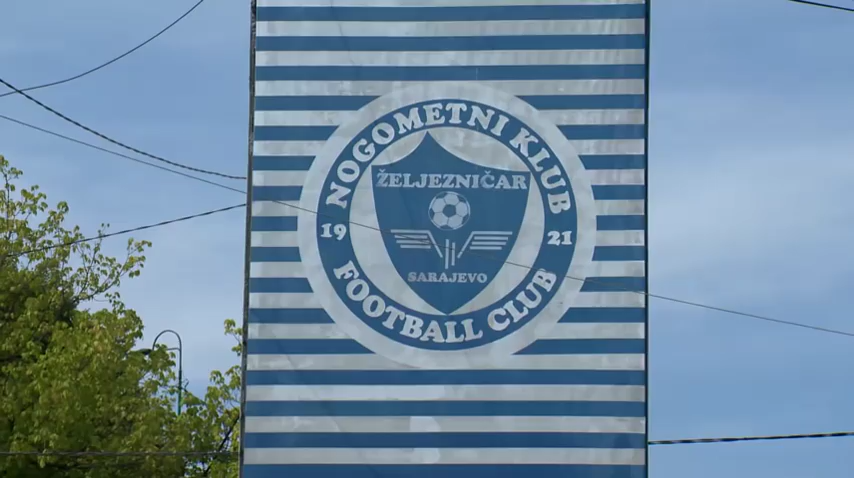 NOGOMETNI KLUB
ŽELJEZNIČAR
19 21
SARAJEVO
FOOTBALL CLUB